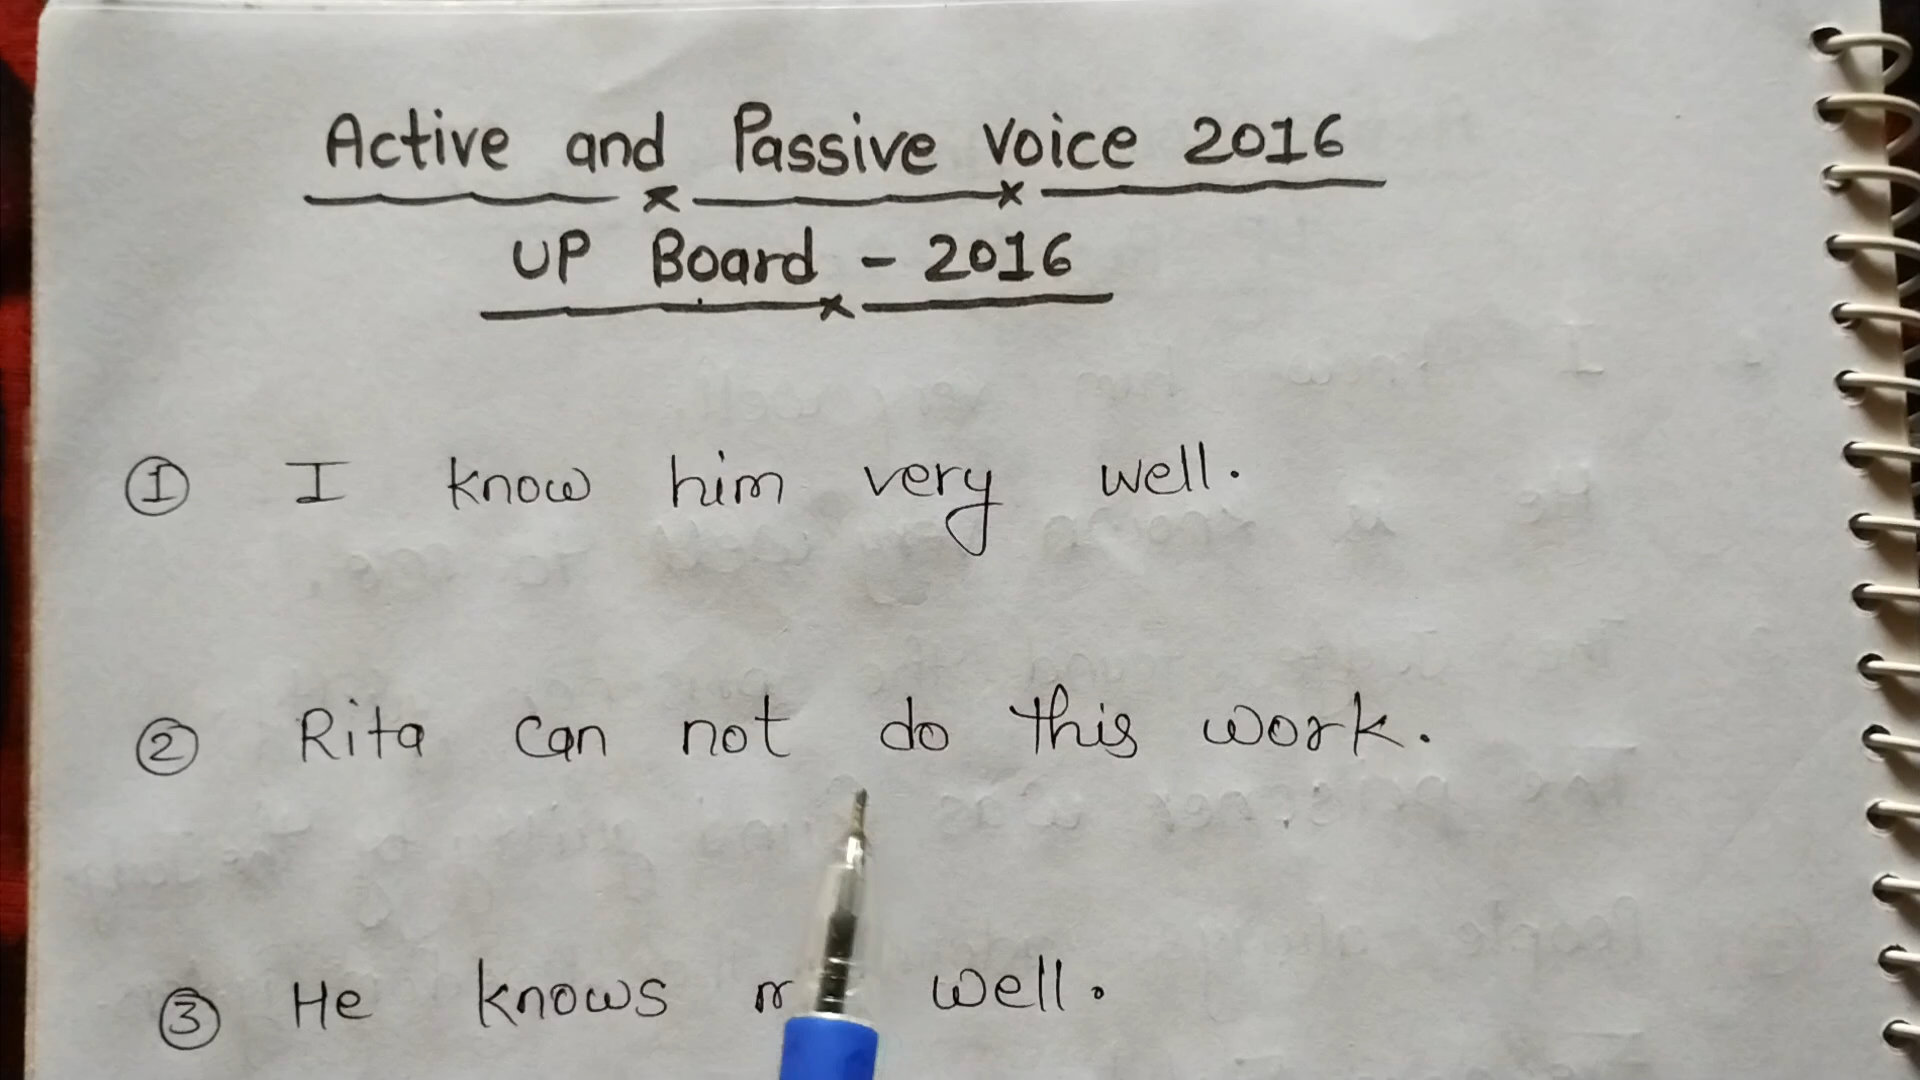 Active and Passive Voice 2016
UP Board - 2016
① I know him very well.
② Rita can not do this work.
③ He knows well.